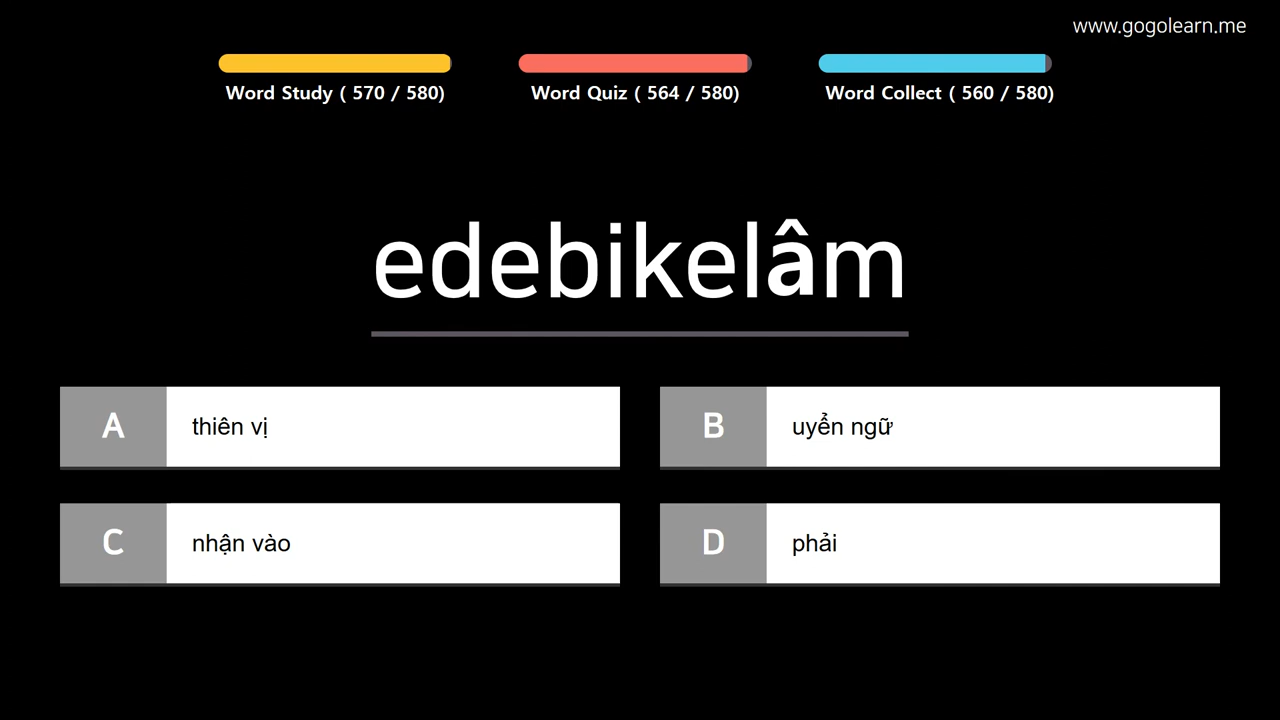 www.gogolearn.me
Word Study ( 570 / 580)
Word Quiz ( 564 / 580)
Word Collect ( 560 / 580)
edebikelâm
A thiên vị
B uyển ngữ
C nhận vào
D phải